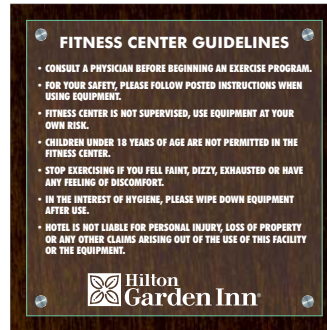 FITNESS CENTER GUIDELINES
• CONSULT A PHYSICIAN BEFORE BEGINNING AN EXERCISE PROGRAM.
• FOR YOUR SAFETY, PLEASE FOLLOW POSTED INSTRUCTIONS WHEN
USING EQUIPMENT.
• FITNESS CENTER IS NOT SUPERVISED, USE EQUIPMENT AT YOUR
OWN RISK.
• CHILDREN UNDER 18 YEARS OF AGE ARE NOT PERMITTED IN THE
FITNESS CENTER.
• STOP EXERCISING IF YOU FELL FAINT, DIZZY, EXHAUSTED OR HAVE
ANY FEELING OF DISCOMFORT.
• IN THE INTEREST OF HYGIENE, PLEASE WIPE DOWN EQUIPMENT
AFTER USE.
• HOTEL IS NOT LIABLE FOR PERSONAL INJURY, LOSS OF PROPERTY
OR ANY OTHER CLAIMS ARISING OUT OF THE USE OF THIS FACILITY
OR THE EQUIPMENT.
Hilton
Garden Inn